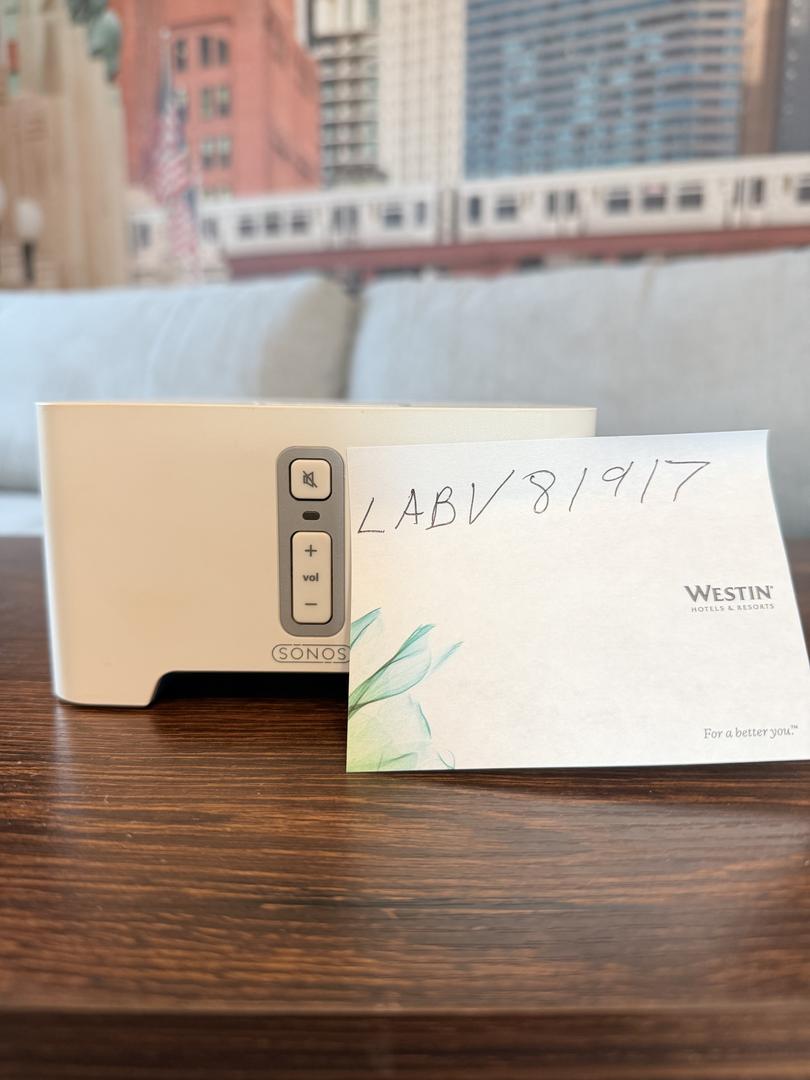 +
vol
−
SONOS
LABV81917
WESTIN®
HOTELS & RESORTS
For a better you.™